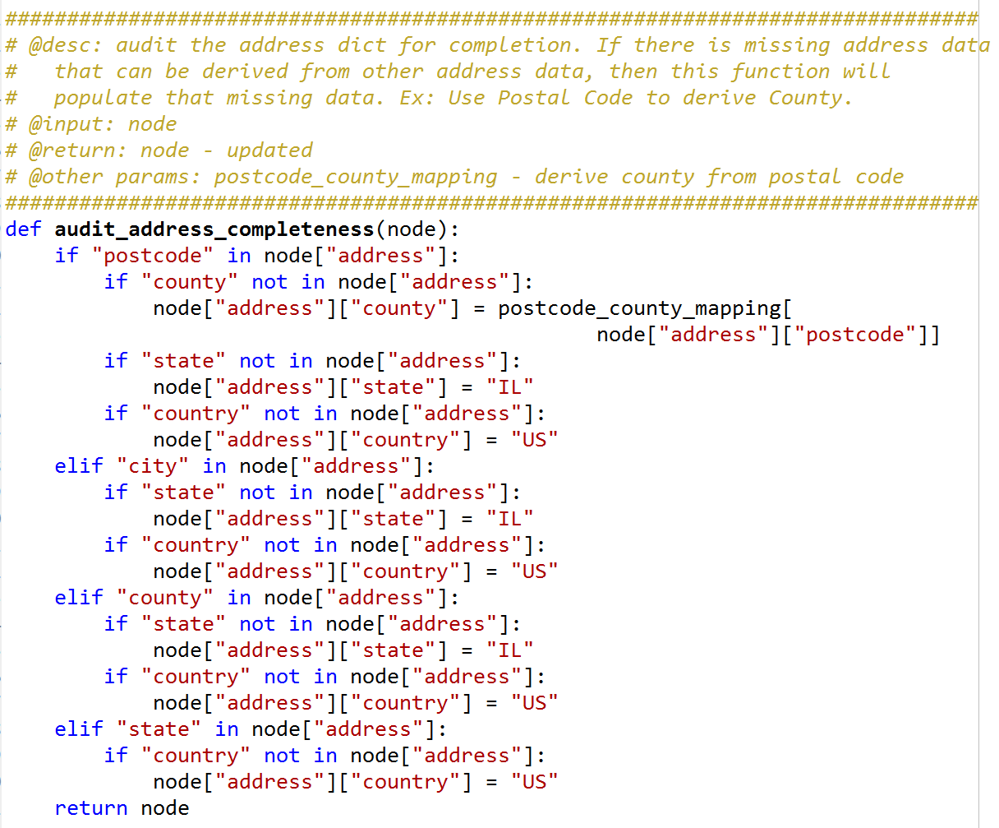 ###############################################################################
# @desc: audit the address dict for completion. If there is missing address data
#   that can be derived from other address data, then this function will
#   populate that missing data. Ex: Use Postal Code to derive County.
# @input: node
# @return: node - updated
# @other params: postcode_county_mapping - derive county from postal code
###############################################################################
def audit_address_completeness(node):
    if "postcode" in node["address"]:
        if "county" not in node["address"]:
            node["address"]["county"] = postcode_county_mapping[
                                                node["address"]["postcode"]]
        if "state" not in node["address"]:
            node["address"]["state"] = "IL"
        if "country" not in node["address"]:
            node["address"]["country"] = "US"
    elif "city" in node["address"]:
        if "state" not in node["address"]:
            node["address"]["state"] = "IL"
        if "country" not in node["address"]:
            node["address"]["country"] = "US"
    elif "county" in node["address"]:
        if "state" not in node["address"]:
            node["address"]["state"] = "IL"
        if "country" not in node["address"]:
            node["address"]["country"] = "US"
    elif "state" in node["address"]:
        if "country" not in node["address"]:
            node["address"]["country"] = "US"
    return node